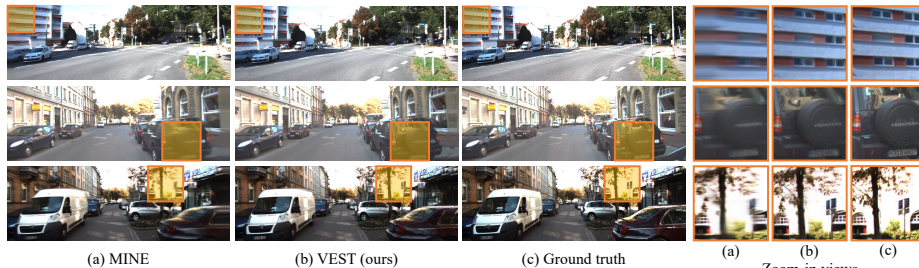 (a) MINE
(b) VEST (ours)
(c) Ground truth
(a)
(b)
(c)